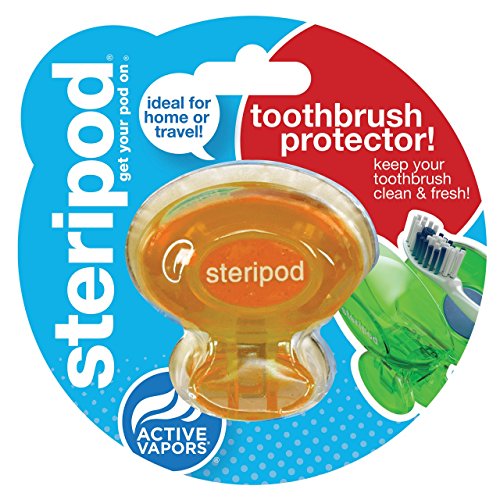 steripod®
get your pod on®
ideal for
home or
travel!
toothbrush
protector!
keep your
toothbrush
clean & fresh!
steripod
STERIPOD
ACTIVE
VAPORS®